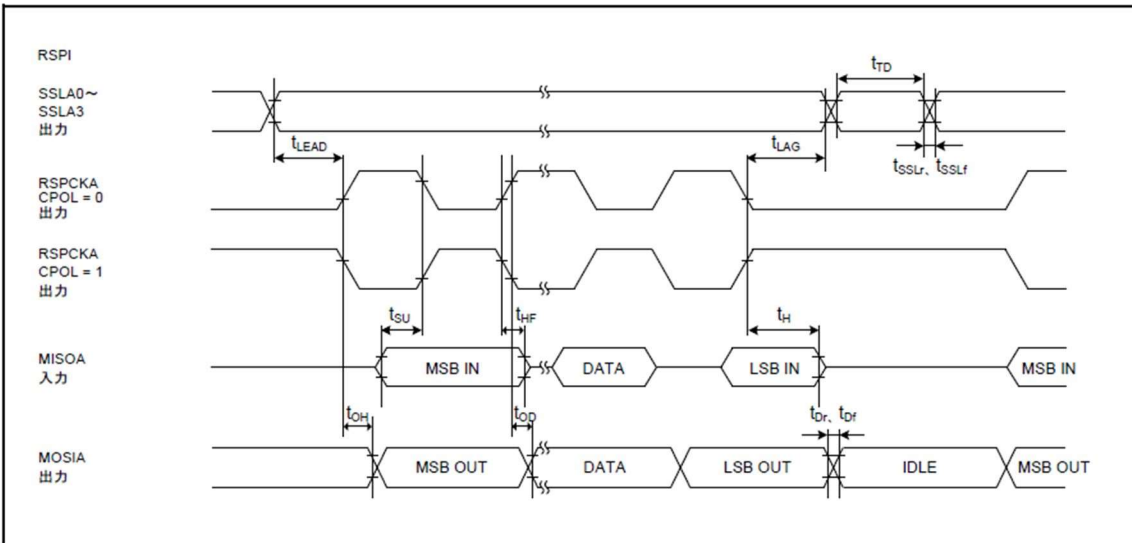 RSPI
SSLA0～
SSLA3
出力
tTD
tLEAD
tLAG
tSSLr、tSSLf
RSPCKA
CPOL = 0
出力
RSPCKA
CPOL = 1
出力
tSU
tHF
tH
MISOA
入力
MSB IN
DATA
LSB IN
MSB IN
tOH
tOD
tDr、tDf
MOSIA
出力
MSB OUT
DATA
LSB OUT
IDLE
MSB OUT